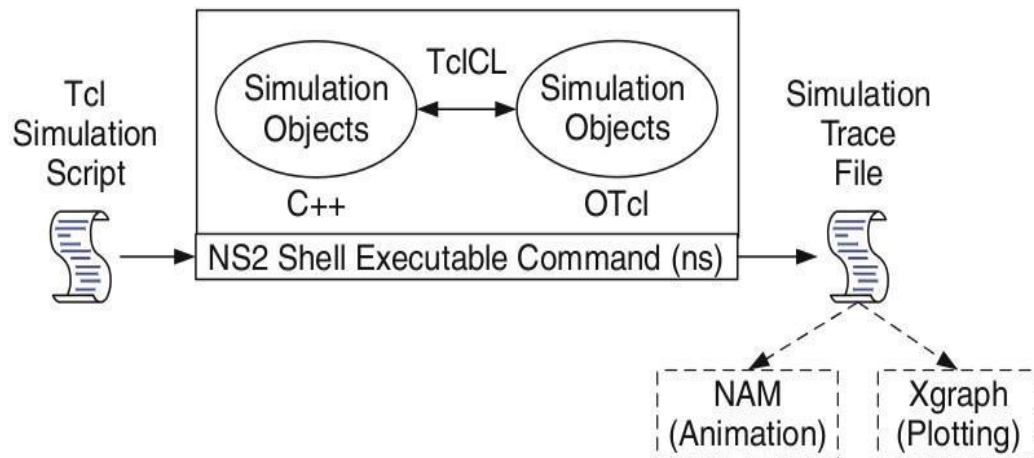 Tcl
Simulation
Script
TclCL
Simulation
Objects
Simulation
Objects
C++
OTcl
NS2 Shell Executable Command (ns)
Simulation
Trace
File
NAM
(Animation)
Xgraph
(Plotting)